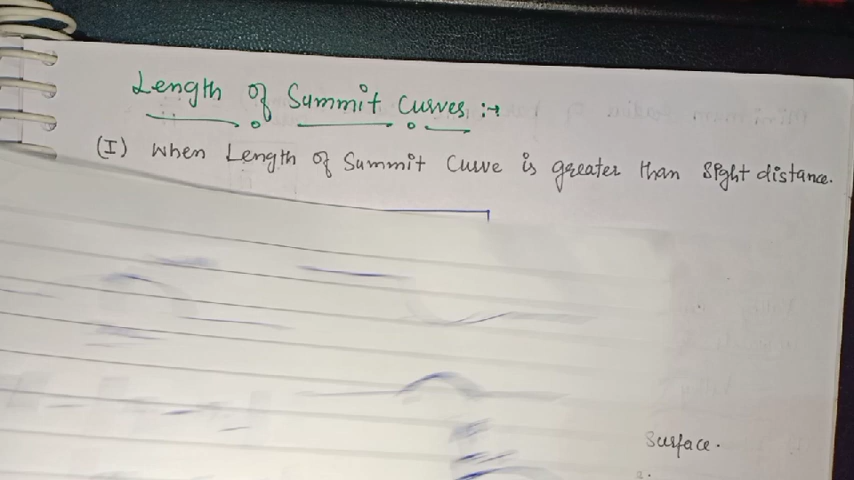 Length of Summit Curves :→
(I) When Length of Summit Curve is greater than Sight distance.
Surface.